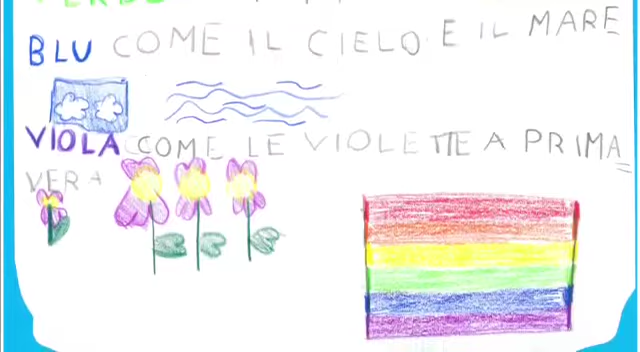 BLU COME IL CIELO E IL MARE
VIOLA COME LE VIOLETTE A PRIMA
VERA